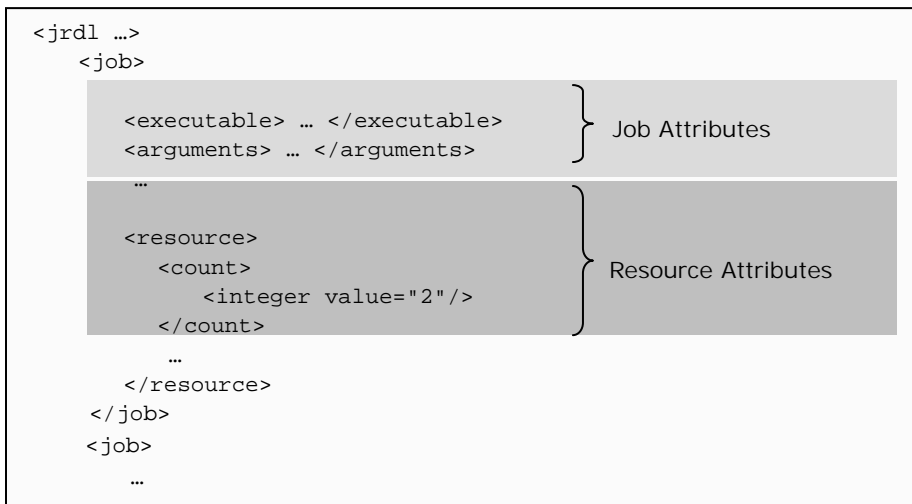 <jrdl …>
<job>
<executable> … </executable>
<arguments> … </arguments>
Job Attributes
…
<resource>
<count>
<integer value="2"/>
</count>
Resource Attributes
…
</resource>
</job>
<job>
…